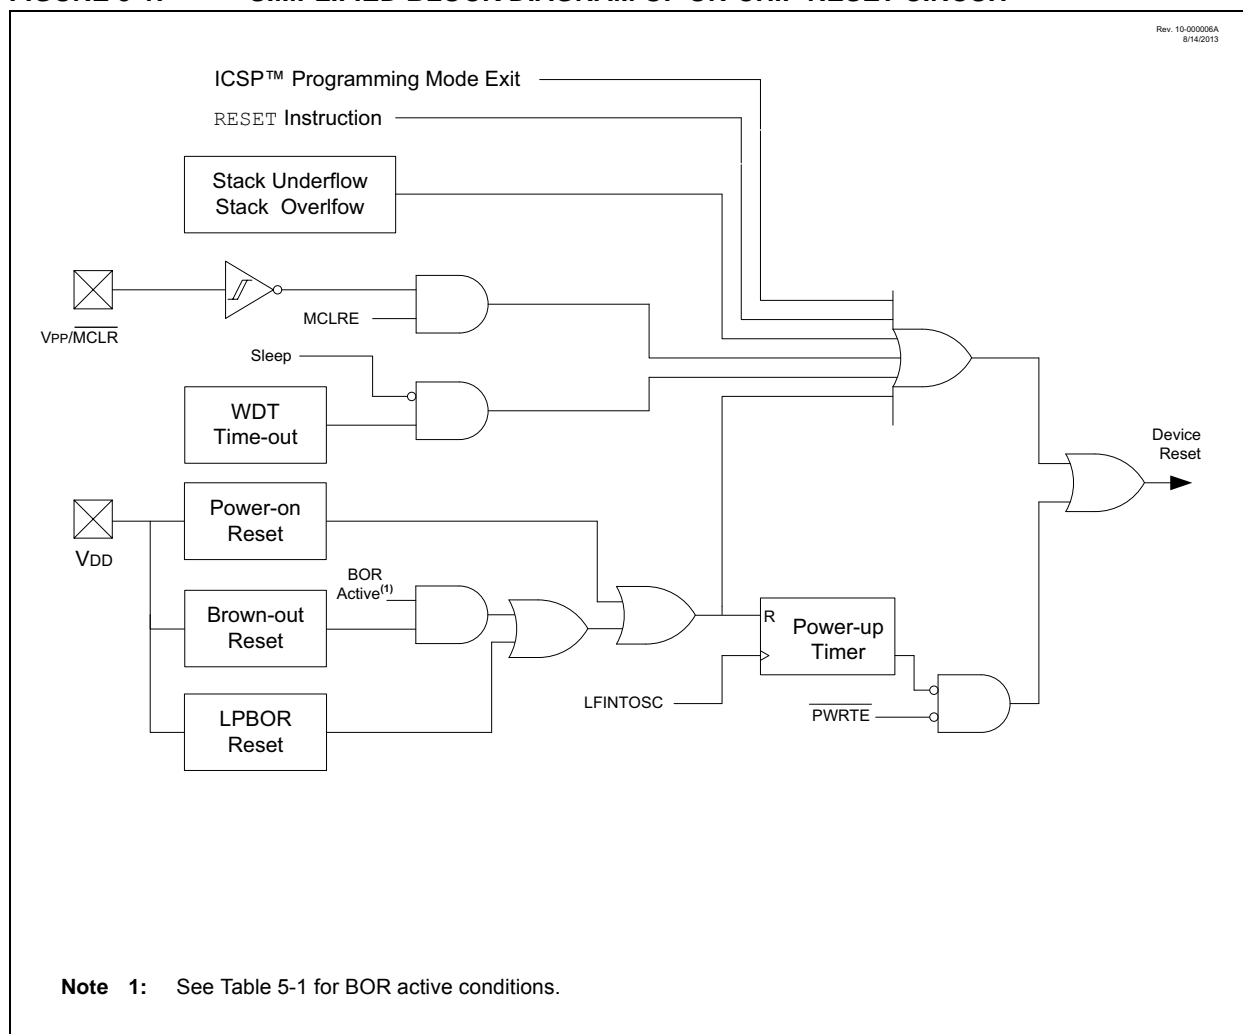 Rev. 10-000006A
8/14/2013
ICSP™ Programming Mode Exit
RESET Instruction
Stack Underflow
Stack Overlfow
VPP/MCLR
MCLRE
Sleep
WDT
Time-out
Device
Reset
VDD
Power-on
Reset
BOR
Active(1)
Brown-out
Reset
R
Power-up
Timer
LPBOR
Reset
LFINTOSC
PWRTE
Note 1: See Table 5-1 for BOR active conditions.